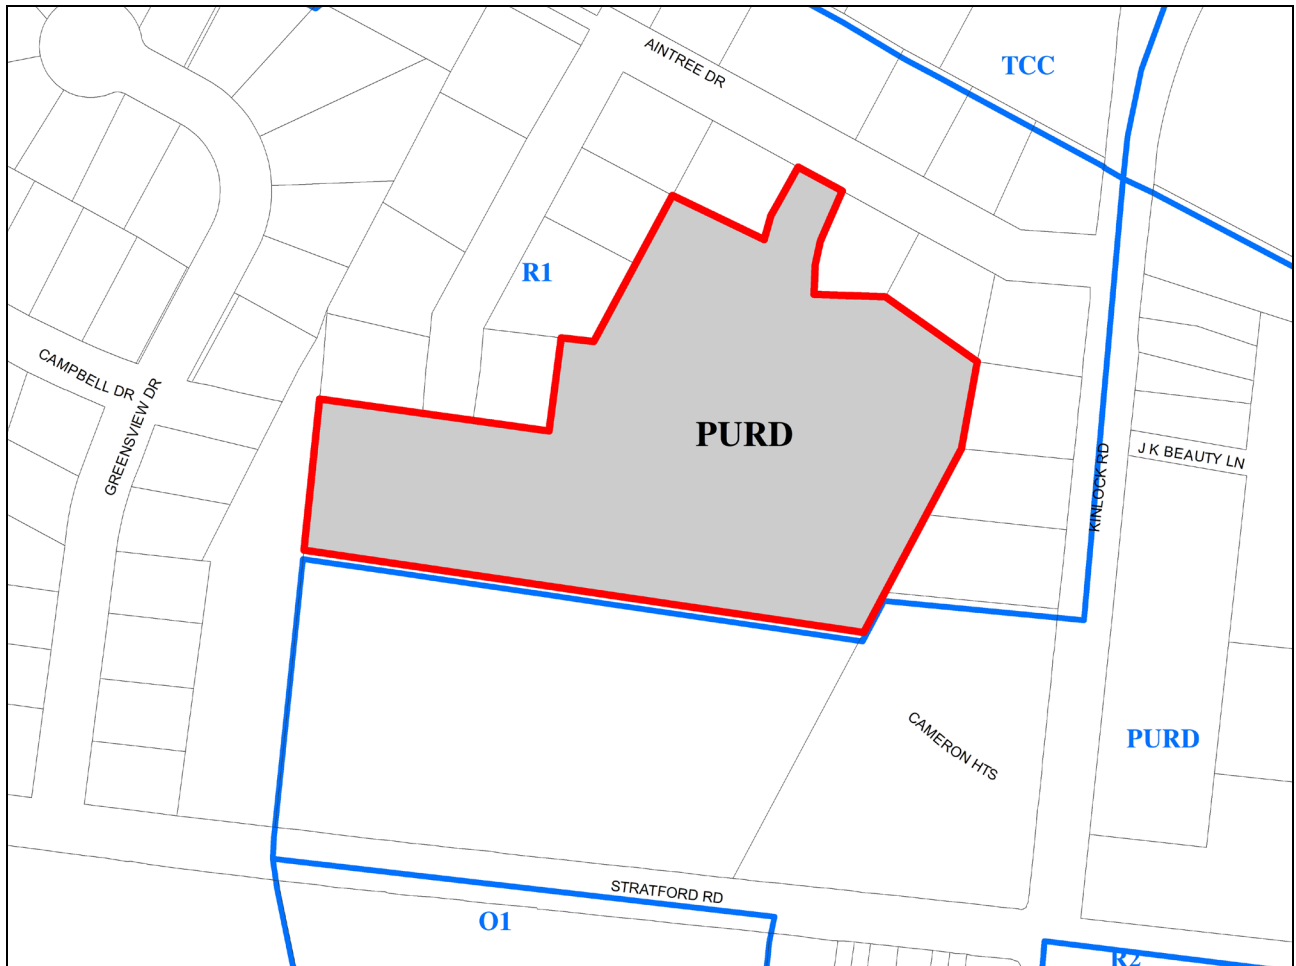 AINTREE DR
TCC
R1
CAMPBELL DR
GREENSVIEW DR
PURD
J K BEAUTY LN
KINLOCK RD
CAMERON HTS
PURD
STRATFORD RD
O1
R2